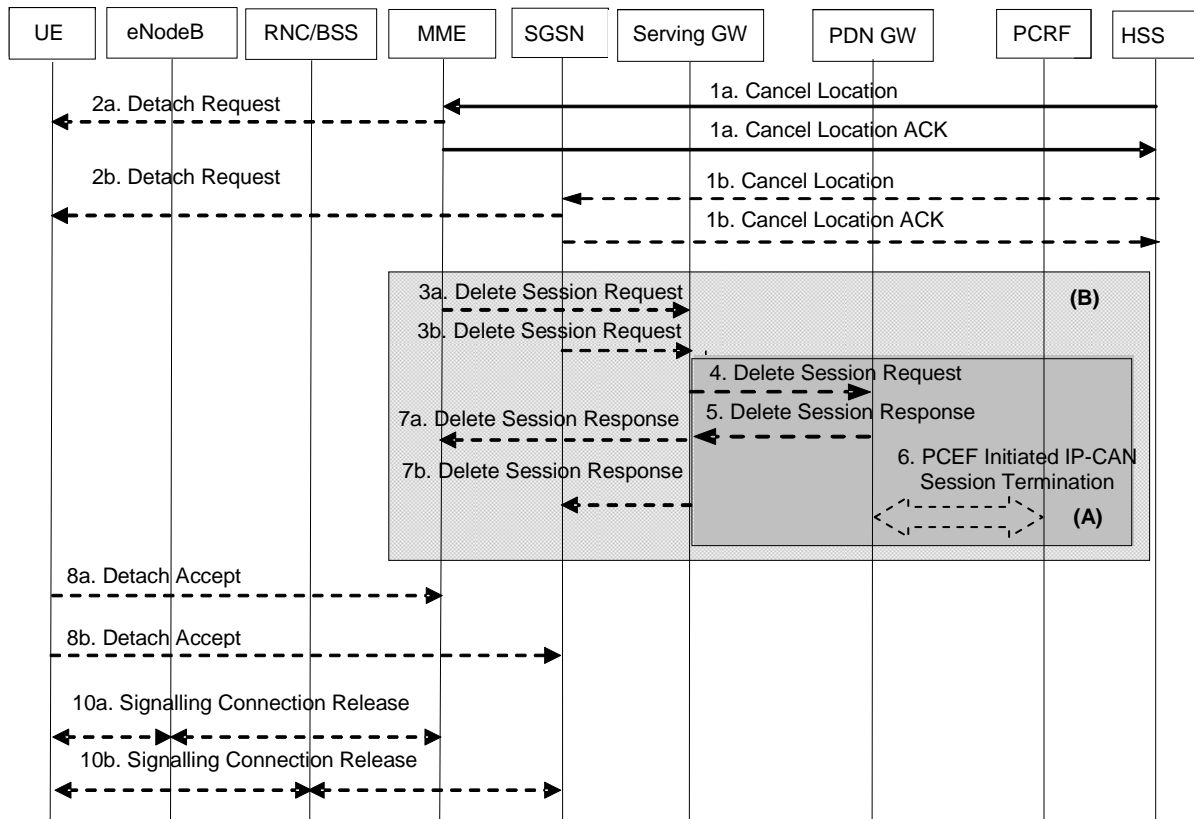 UE
eNodeB
RNC/BSS
MME
SGSN
Serving GW
PDN GW
PCRF
HSS
1a. Cancel Location
2a. Detach Request
1a. Cancel Location ACK
2b. Detach Request
1b. Cancel Location
1b. Cancel Location ACK
3a. Delete Session Request
(B)
3b. Delete Session Request
4. Delete Session Request
7a. Delete Session Response
5. Delete Session Response
7b. Delete Session Response
6. PCEF Initiated IP-CAN
Session Termination
(A)
8a. Detach Accept
8b. Detach Accept
10a. Signalling Connection Release
10b. Signalling Connection Release